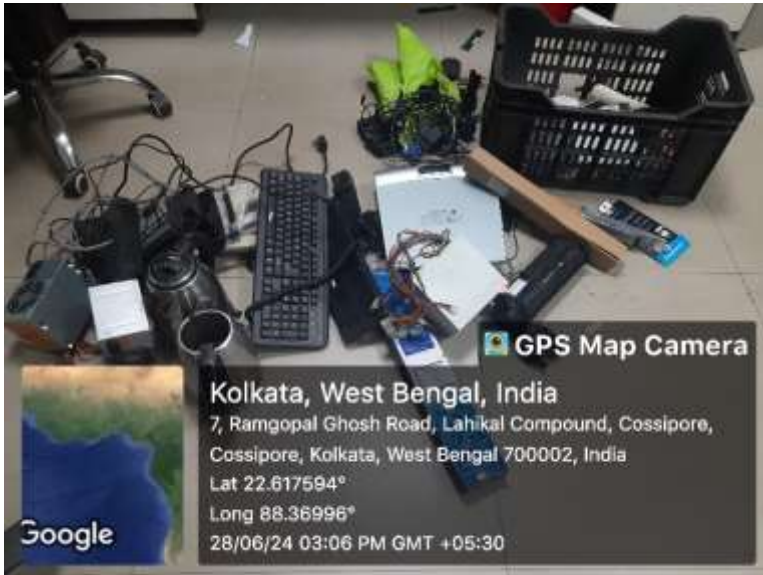 GPS Map Camera
Kolkata, West Bengal, India
7, Ramgopal Ghosh Road, Lahikal Compound, Cossipore,
Cossipore, Kolkata, West Bengal 700002, India
Lat 22.617594°
Long 88.36996°
28/06/24 03:06 PM GMT +05:30
Google